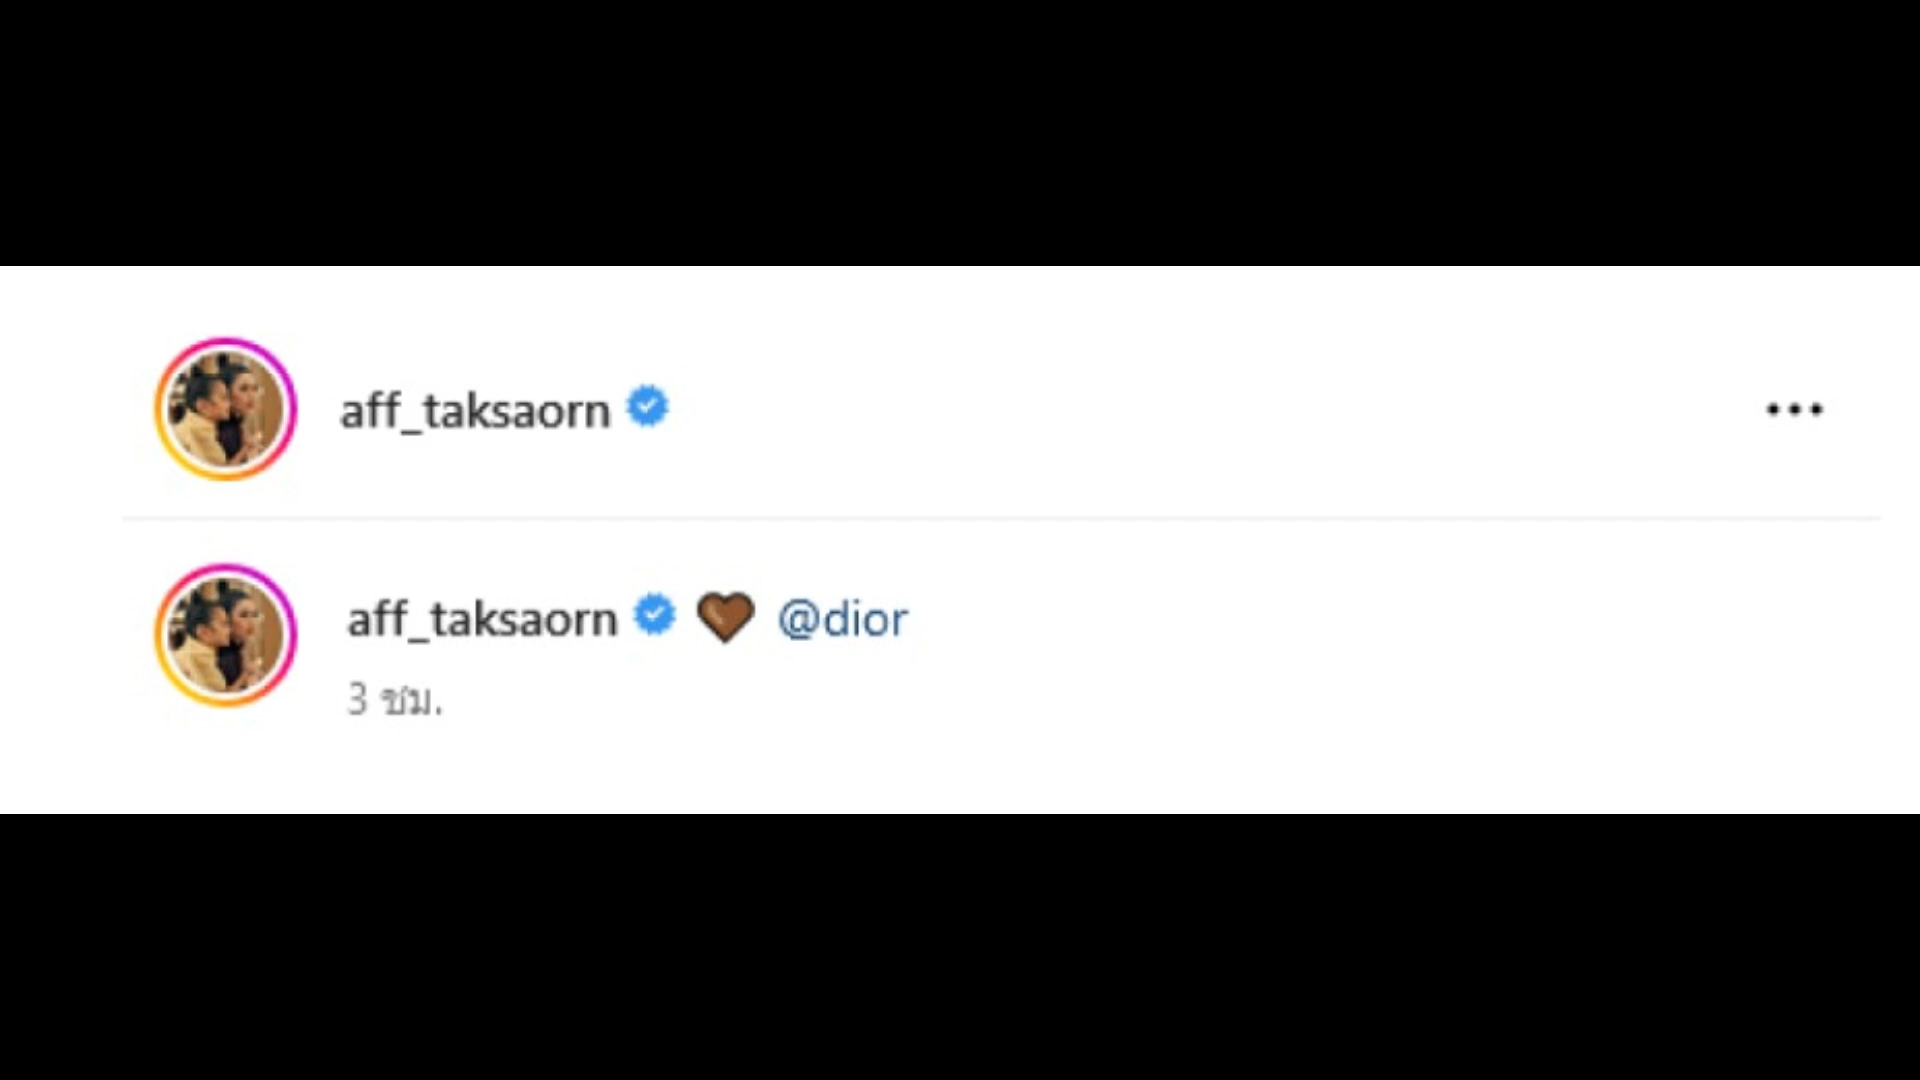 aff_taksaorn
aff_taksaorn 🤎 @dior
3 ชม.